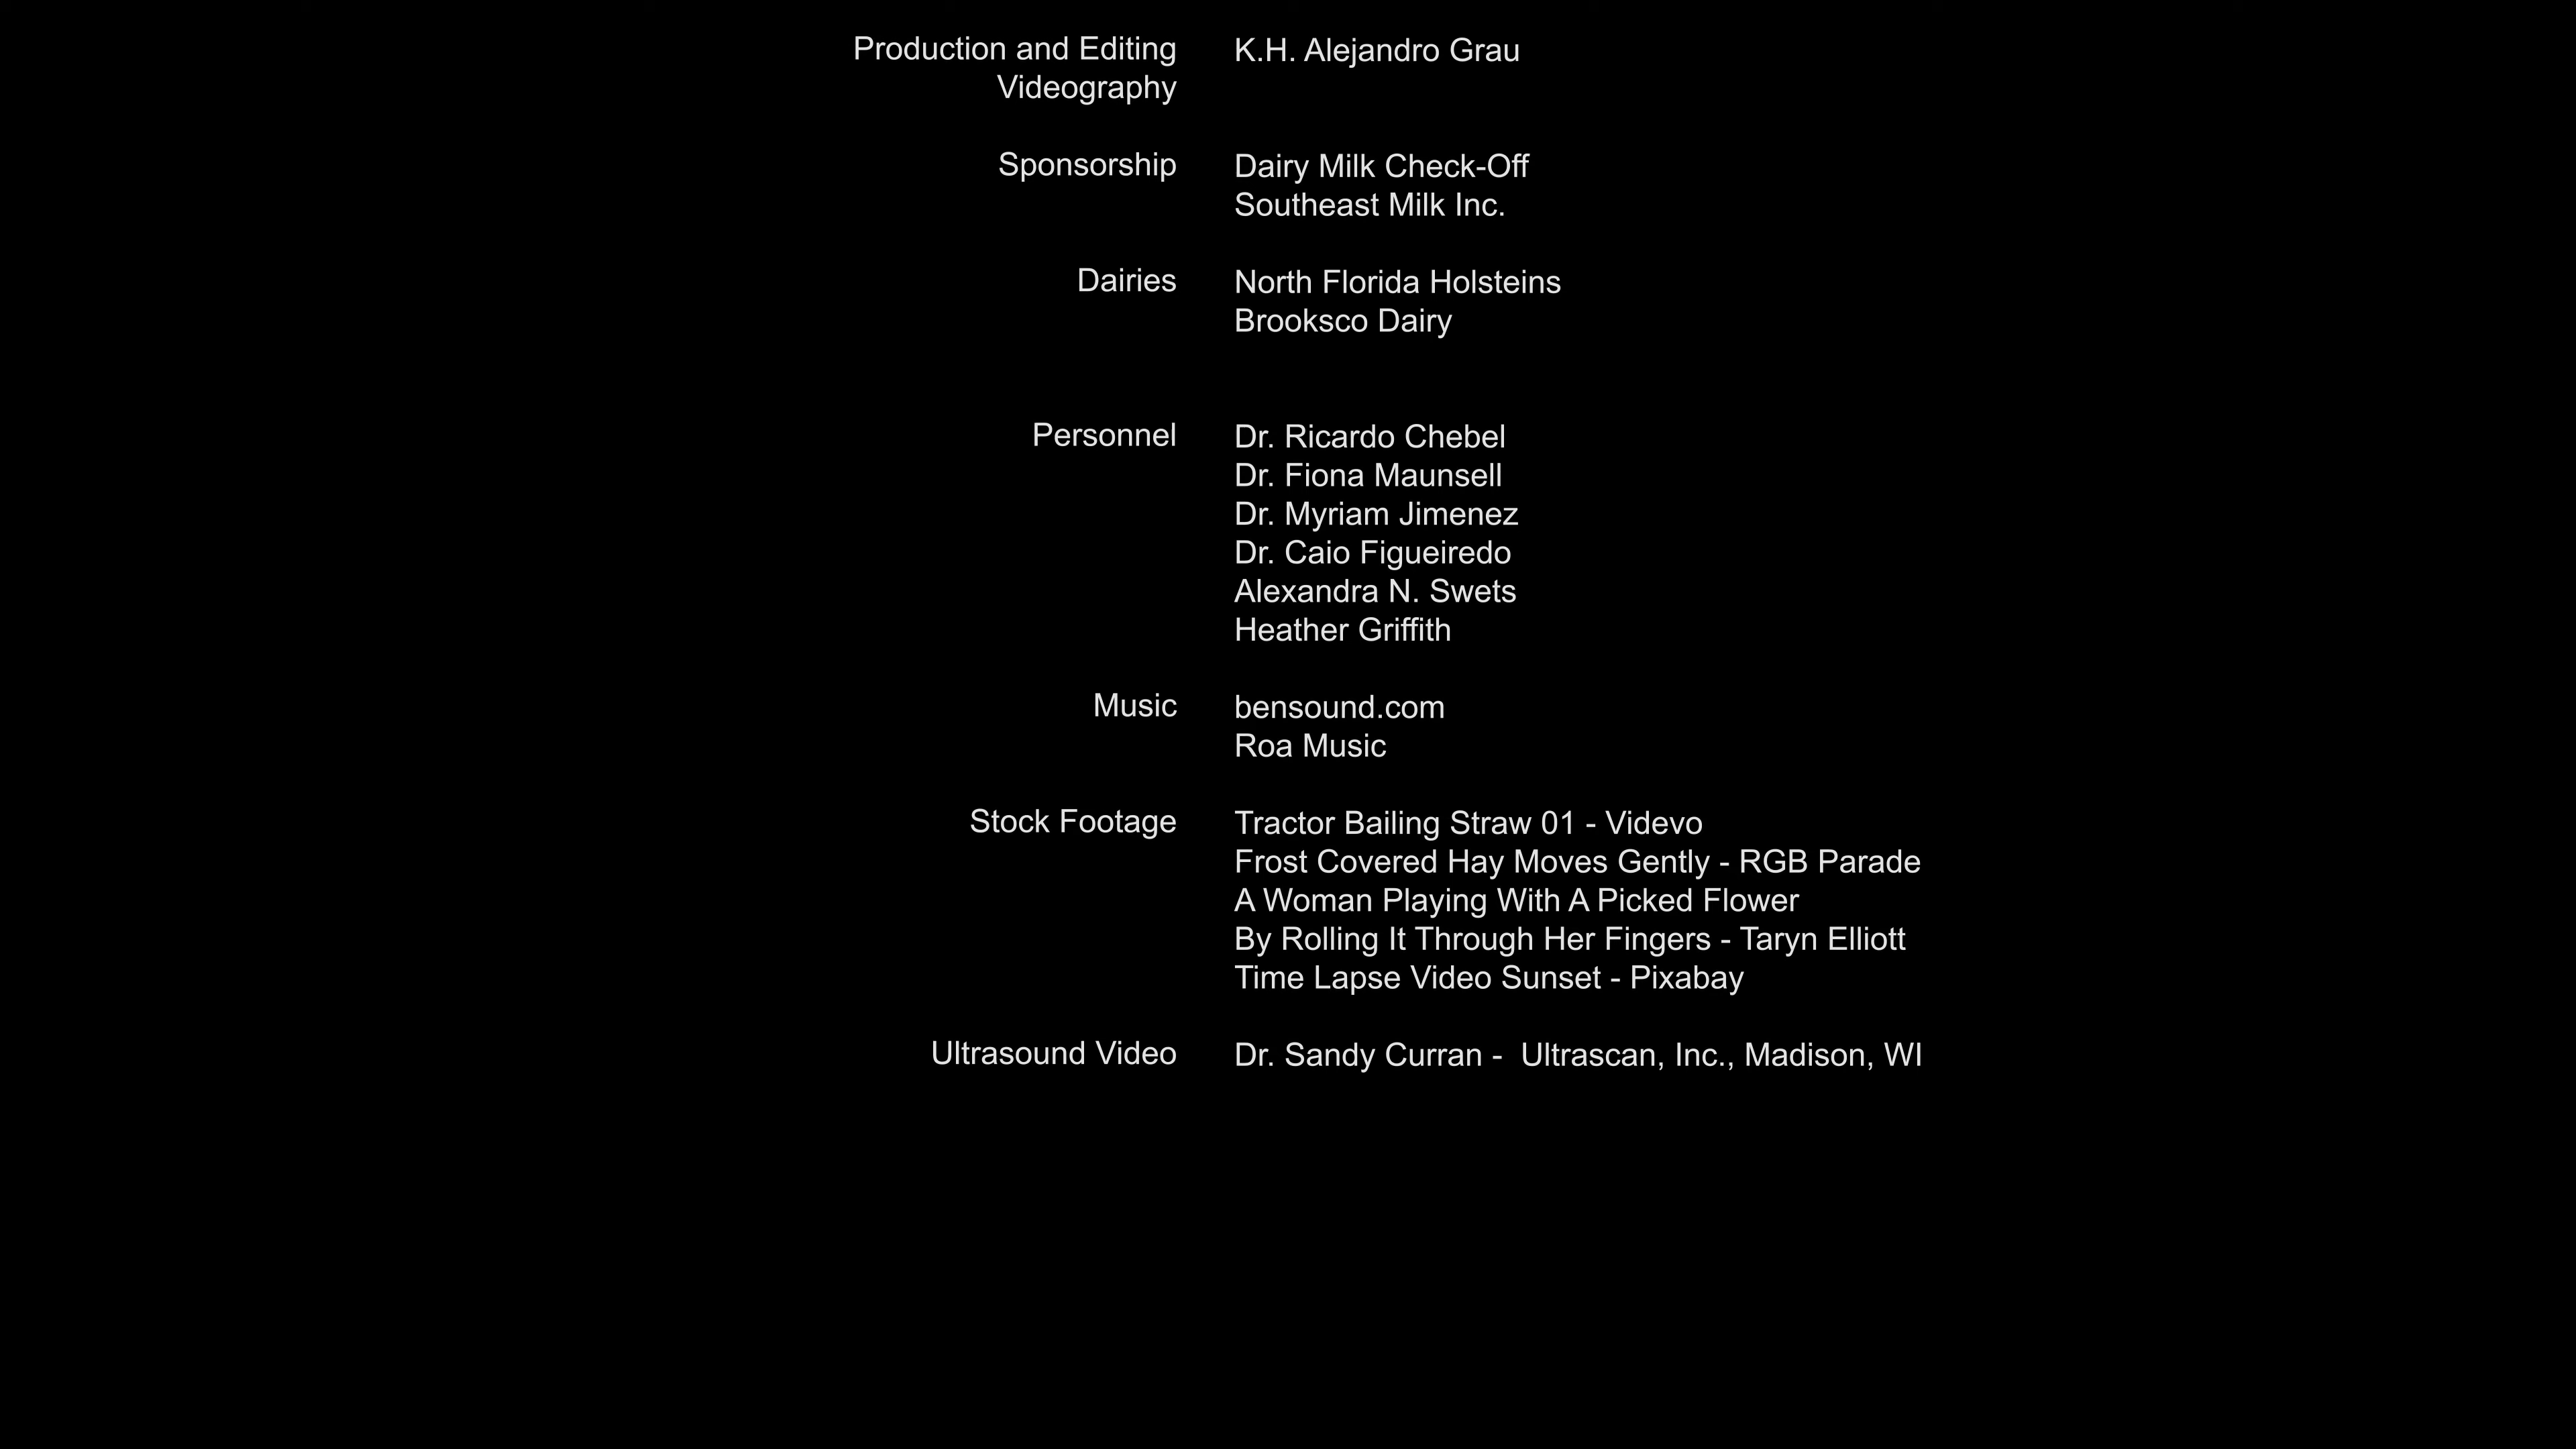 Production and Editing K.H. Alejandro Grau
Videography
Sponsorship Dairy Milk Check-Off
Southeast Milk Inc.
Dairies North Florida Holsteins
Brooksco Dairy
Personnel Dr. Ricardo Chebel
Dr. Fiona Maunsell
Dr. Myriam Jimenez
Dr. Caio Figueiredo
Alexandra N. Swets
Heather Griffith
Music bensound.com
Roa Music
Stock Footage Tractor Bailing Straw 01 - Videvo
Frost Covered Hay Moves Gently - RGB Parade
A Woman Playing With A Picked Flower
By Rolling It Through Her Fingers - Taryn Elliott
Time Lapse Video Sunset - Pixabay
Ultrasound Video Dr. Sandy Curran -  Ultrascan, Inc., Madison, WI